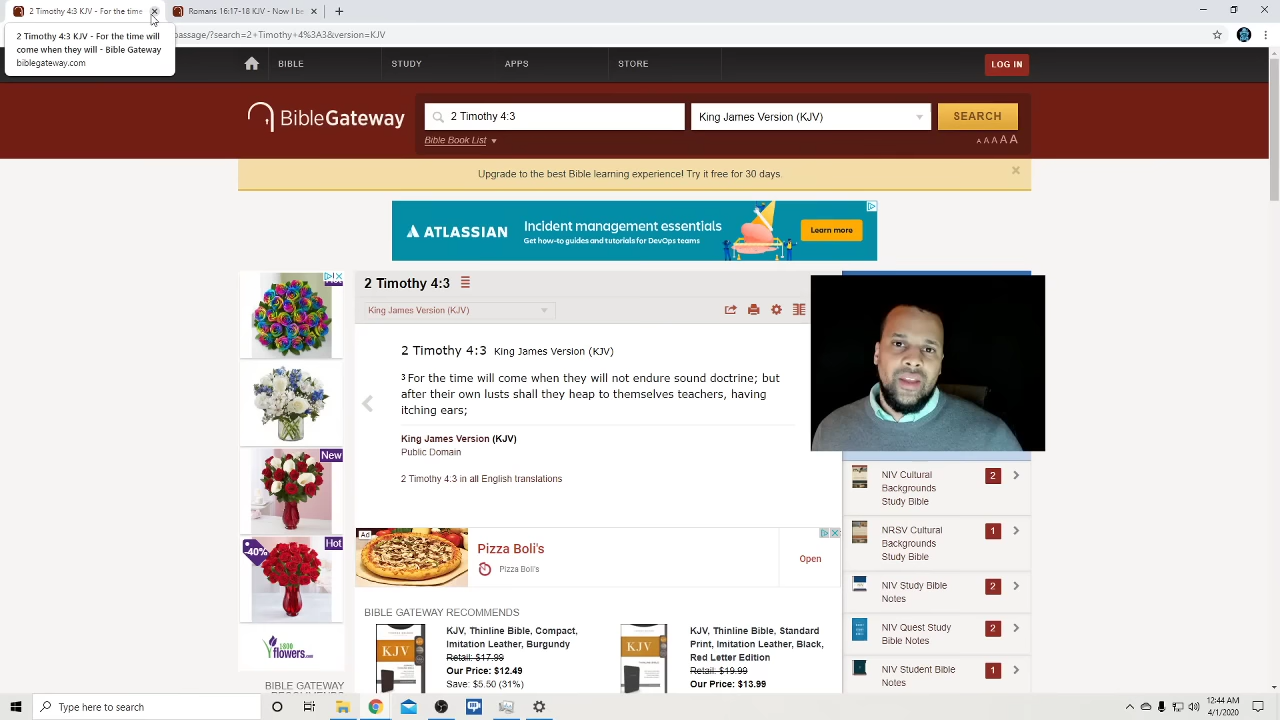 2 Timothy 4:3 KJV - For the time
Romans 16:17-18 KJV - Now I be
2 Timothy 4:3 KJV - For the time will
come when they will - Bible Gateway
biblegateway.com
passage/?search=2+Timothy+4%3A3&version=KJV
BIBLE
STUDY
APPS
STORE
LOG IN
BibleGateway
2 Timothy 4:3
King James Version (KJV)
SEARCH
Bible Book List
A A A A A
Upgrade to the best Bible learning experience! Try it free for 30 days.
ATLASSIAN
Incident management essentials
Get how-to guides and tutorials for DevOps teams
Learn more
2 Timothy 4:3
King James Version (KJV)
2 Timothy 4:3 King James Version (KJV)
3 For the time will come when they will not endure sound doctrine; but
after their own lusts shall they heap to themselves teachers, having
itching ears;
King James Version (KJV)
Public Domain
2 Timothy 4:3 in all English translations
New
Hot
-40%
1800
flowers.com
BIBLE GATEWAY
Ad
Pizza Boli's
Pizza Boli's
Open
BIBLE GATEWAY RECOMMENDS
KJV
KJV, Thinline Bible, Compact,
Imitation Leather, Burgundy
Retail: $17.99
Our Price: $12.49
Save: $5.50 (31%)
KJV
KJV, Thinline Bible, Standard
Print, Imitation Leather, Black,
Red Letter Edition
Retail: $19.99
Our Price: $13.99
NIV Cultural
Backgrounds
Study Bible
2
NRSV Cultural
Backgrounds
Study Bible
1
NIV Study Bible
Notes
2
NIV Quest Study
Bible Notes
2
NIV Student Bible
Notes
1
Type here to search
12:44 AM
4/1/2020